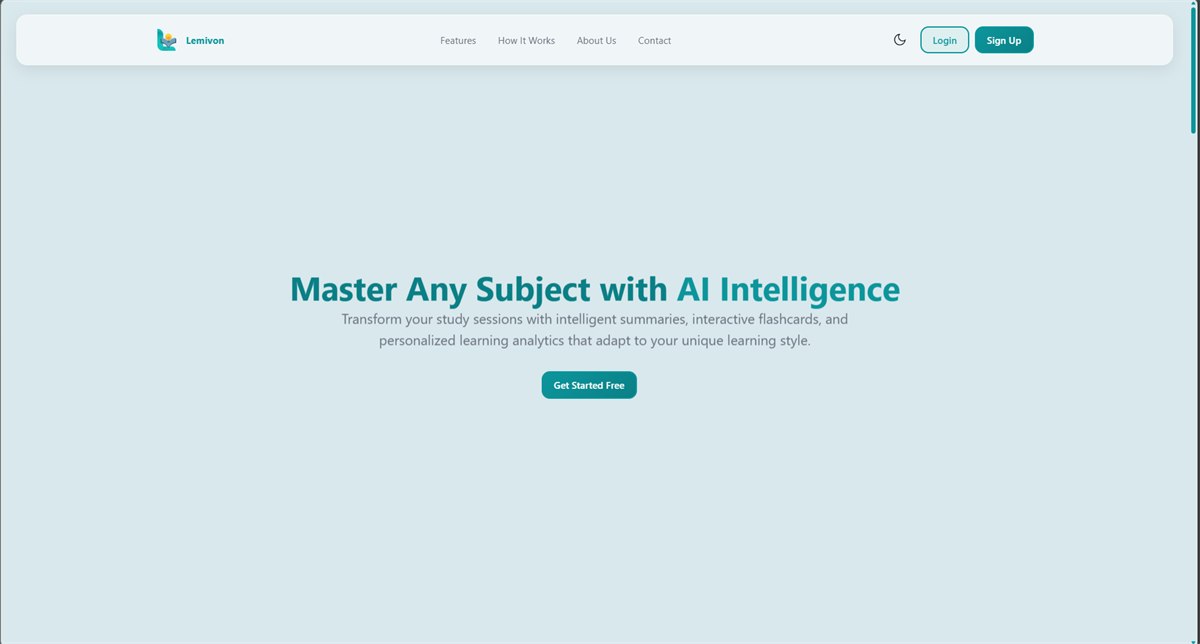 Lemivon
Features
How It Works
About Us
Contact
Login
Sign Up
Master Any Subject with AI Intelligence
Transform your study sessions with intelligent summaries, interactive flashcards, and
personalized learning analytics that adapt to your unique learning style.
Get Started Free